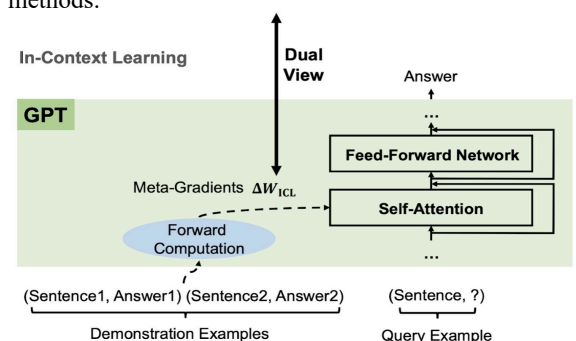 methods.
In-Context Learning
Dual
View
Answer
...
GPT
Feed-Forward Network
Meta-Gradients ΔW_ICL
Self-Attention
Forward
Computation
...
(Sentence1, Answer1) (Sentence2, Answer2)
(Sentence, ?)
Demonstration Examples
Query Example